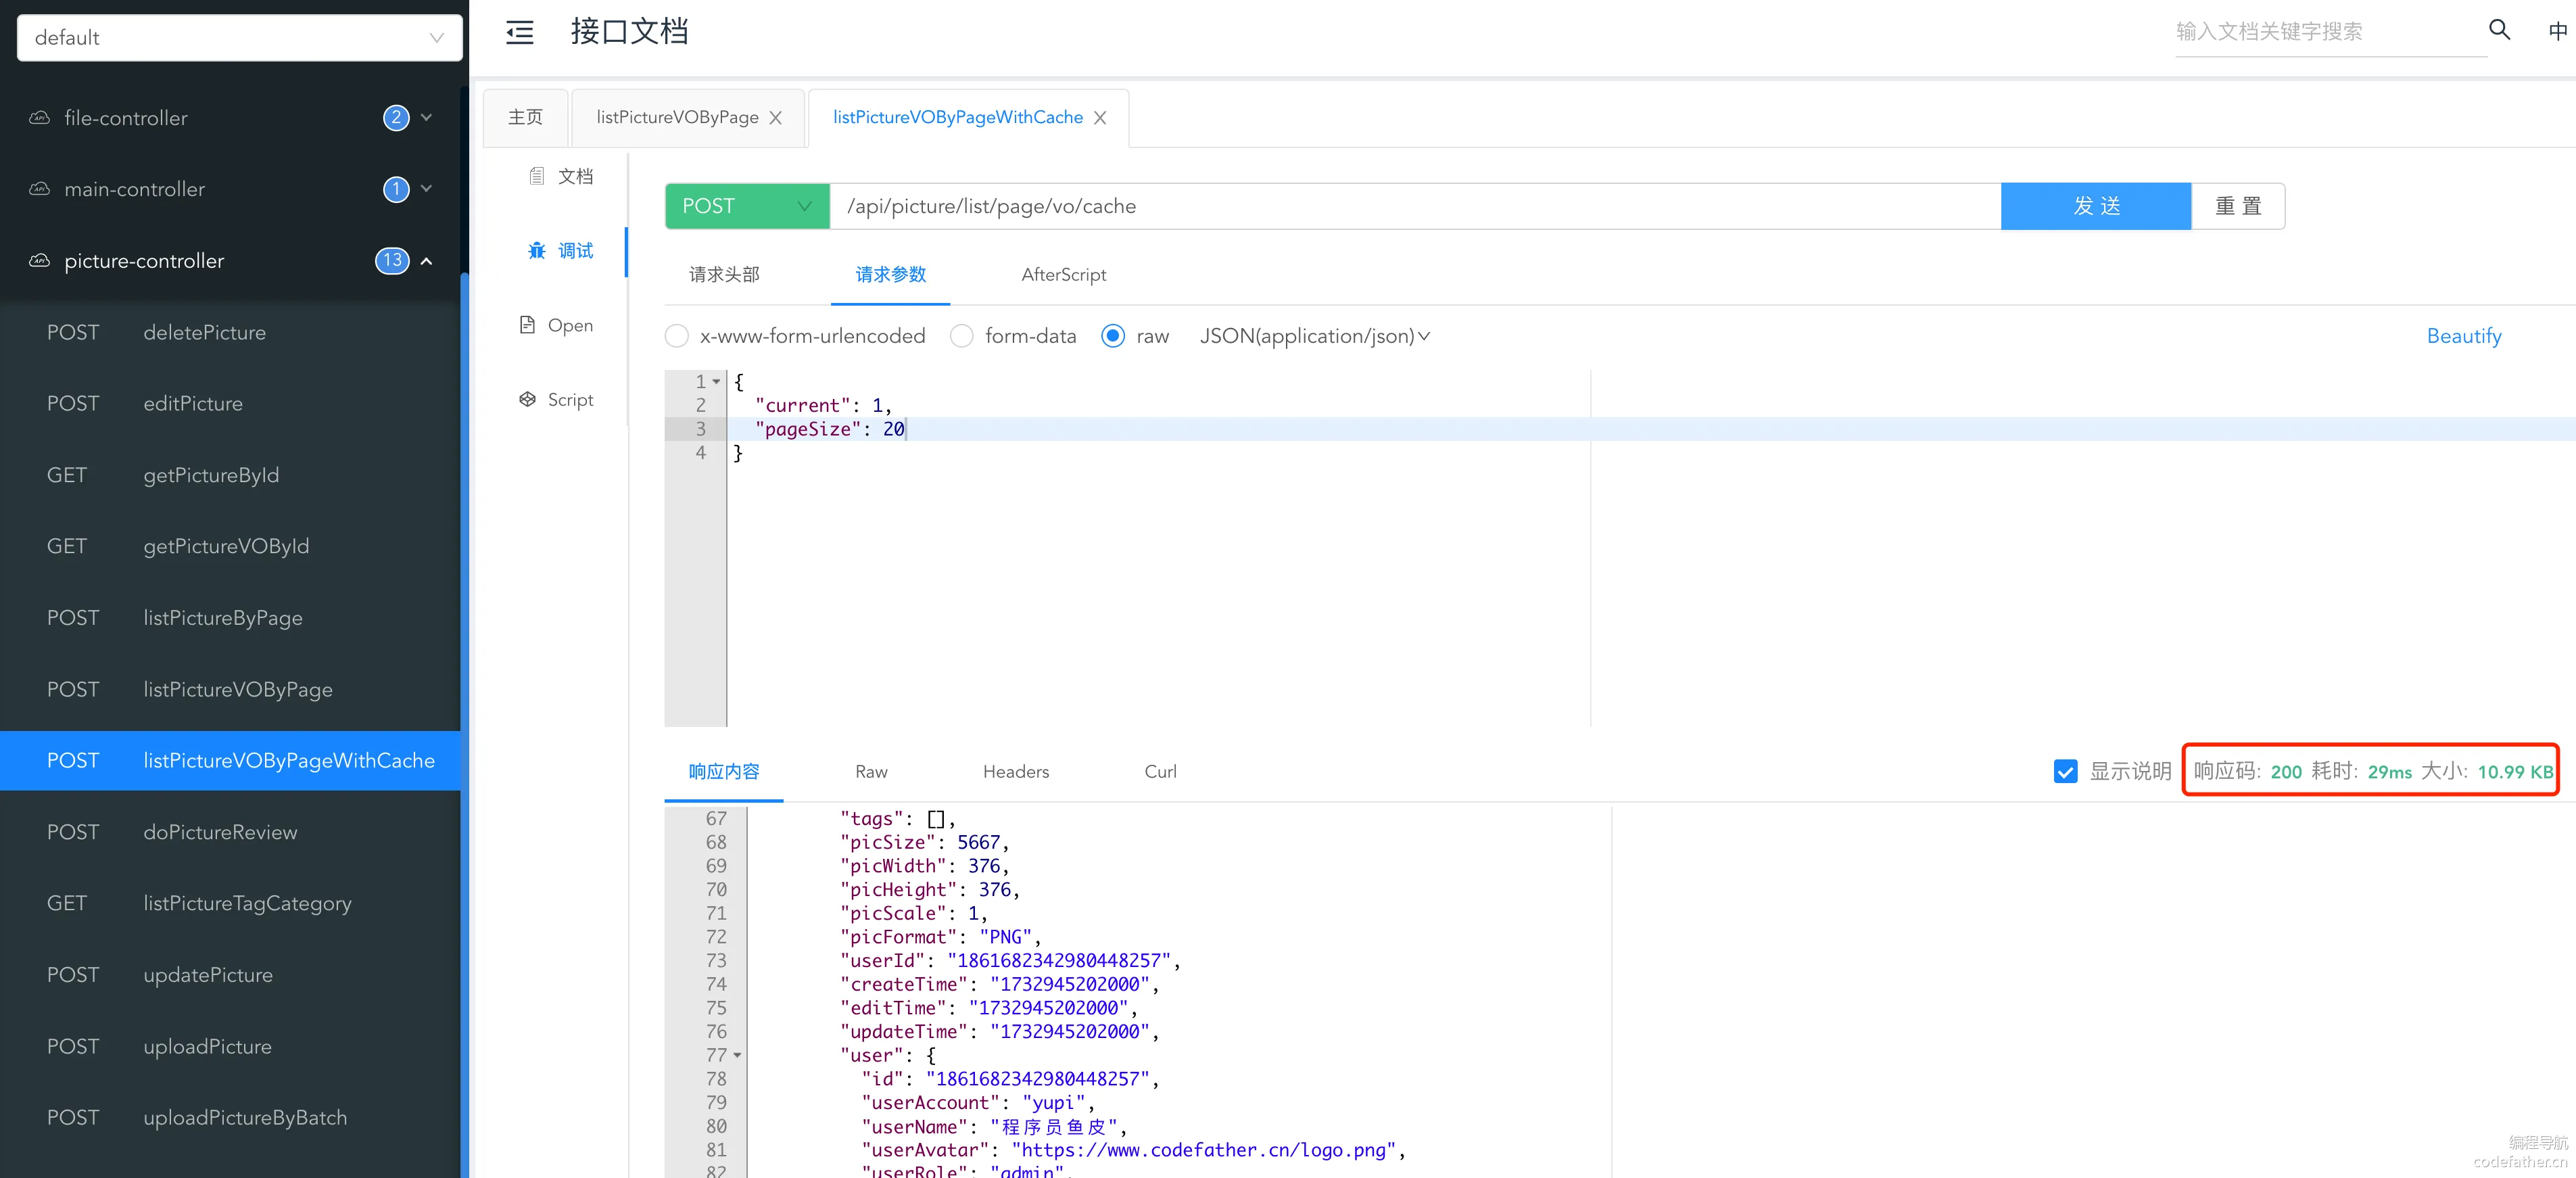 default
file-controller 2
main-controller 1
picture-controller 13
POST deletePicture
POST editPicture
GET getPictureById
GET getPictureVOById
POST listPictureByPage
POST listPictureVOByPage
POST listPictureVOByPageWithCache
POST doPictureReview
GET listPictureTagCategory
POST updatePicture
POST uploadPicture
POST uploadPictureByBatch
接口文档
输入文档关键字搜索
中
主页 listPictureVOByPage listPictureVOByPageWithCache
文档
调试
Open
Script
POST /api/picture/list/page/vo/cache 发 送 重 置
请求头部 请求参数 AfterScript
x-www-form-urlencoded form-data raw JSON(application/json) Beautify
1 {
2 "current": 1,
3 "pageSize": 20
4 }
响应内容 Raw Headers Curl 显示说明 响应码: 200 耗时: 29ms 大小: 10.99 KB
67 "tags": [],
68 "picSize": 5667,
69 "picWidth": 376,
70 "picHeight": 376,
71 "picScale": 1,
72 "picFormat": "PNG",
73 "userId": "1861682342980448257",
74 "createTime": "1732945202000",
75 "editTime": "1732945202000",
76 "updateTime": "1732945202000",
77 "user": {
78 "id": "1861682342980448257",
79 "userAccount": "yupi",
80 "userName": "程序员鱼皮",
81 "userAvatar": "https://www.codefather.cn/logo.png",
82 "userRole": "admin",
编程导航
codefather.cn